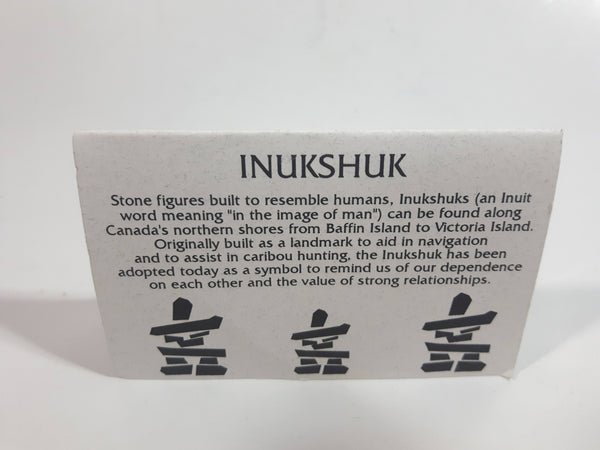 INUKSHUK
Stone figures built to resemble humans, Inukshuks (an Inuit
word meaning "in the image of man") can be found along
Canada's northern shores from Baffin Island to Victoria Island.
Originally built as a landmark to aid in navigation
and to assist in caribou hunting, the Inukshuk has been
adopted today as a symbol to remind us of our dependence
on each other and the value of strong relationships.